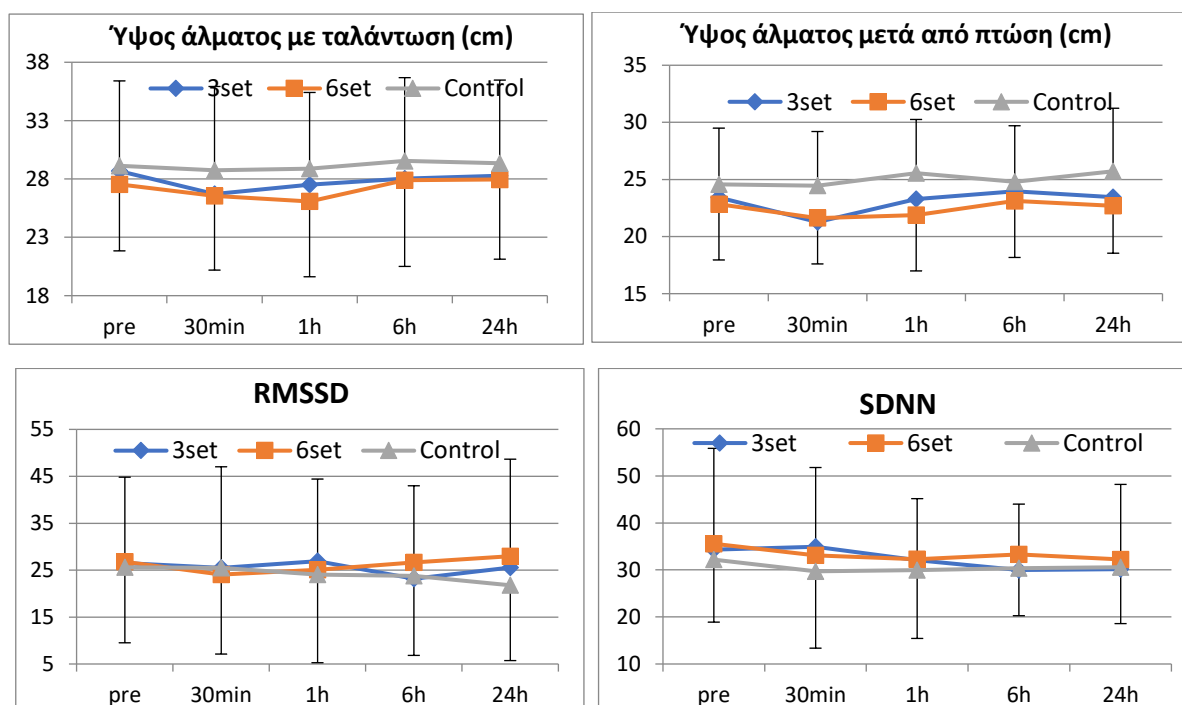 Ύψος άλματος με ταλάντωση (cm)
38
33
28
23
18
3set 6set Control
pre 30min 1h 6h 24h
Ύψος άλματος μετά από πτώση (cm)
35
30
25
20
15
3set 6set Control
pre 30min 1h 6h 24h
RMSSD
55
45
35
25
15
5
3set 6set Control
pre 30min 1h 6h 24h
SDNN
60
50
40
30
20
10
3set 6set Control
pre 30min 1h 6h 24h